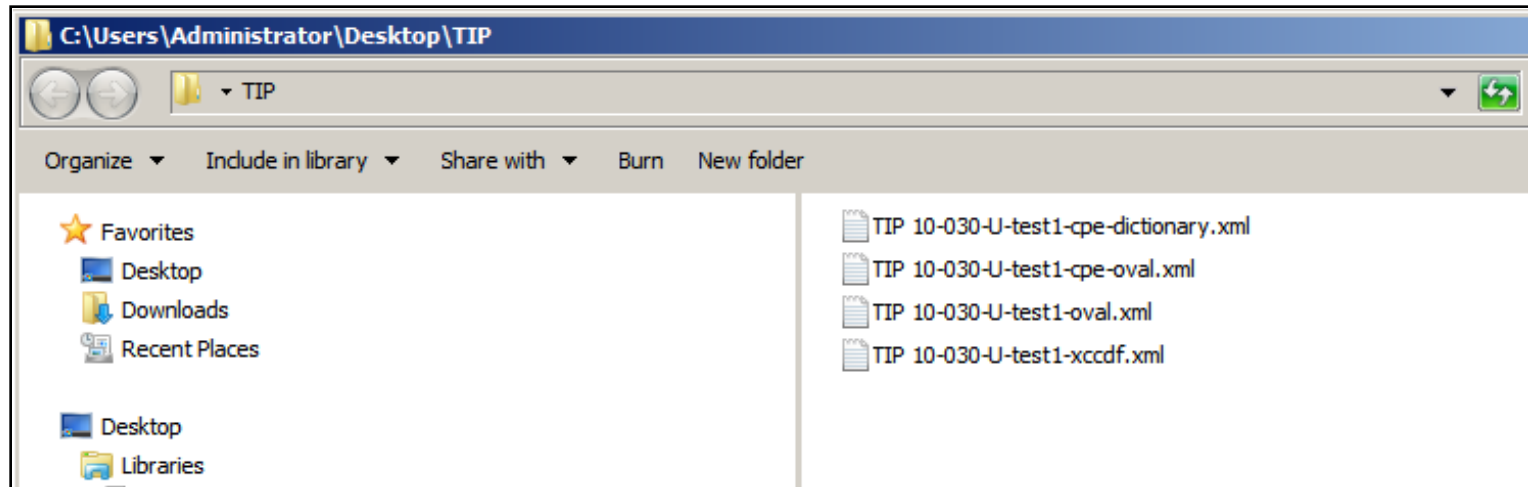 C:\Users\Administrator\Desktop\TIP
TIP
Organize Include in library Share with Burn New folder
Favorites
Desktop
Downloads
Recent Places
Desktop
Libraries
TIP 10-030-U-test1-cpe-dictionary.xml
TIP 10-030-U-test1-cpe-oval.xml
TIP 10-030-U-test1-oval.xml
TIP 10-030-U-test1-xccdf.xml